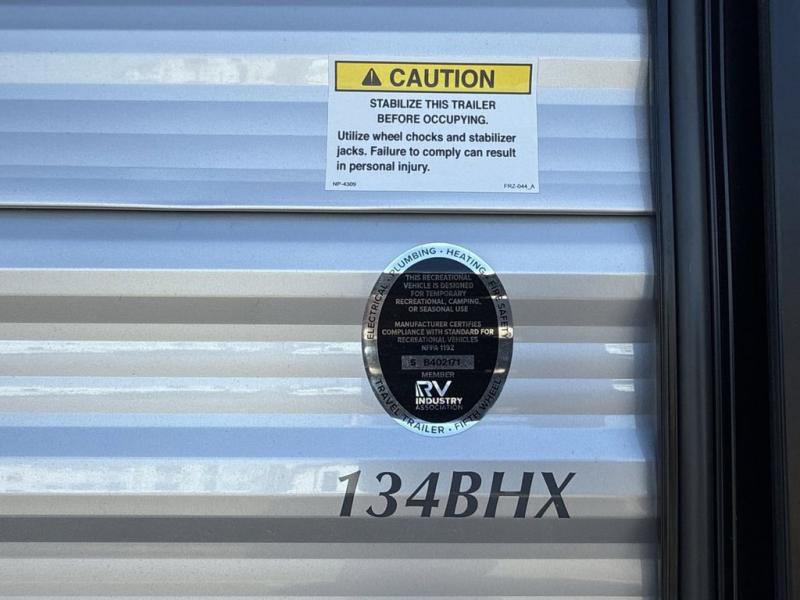 CAUTION
STABILIZE THIS TRAILER
BEFORE OCCUPYING.
Utilize wheel chocks and stabilizer
jacks. Failure to comply can result
in personal injury.
NP-4309 FRZ-044_A
ELECTRICAL • PLUMBING • HEATING • FIRE SAFETY
THIS RECREATIONAL
VEHICLE IS DESIGNED
FOR TEMPORARY
RECREATIONAL, CAMPING,
OR SEASONAL USE
MANUFACTURER CERTIFIES
COMPLIANCE WITH STANDARD FOR
RECREATIONAL VEHICLES
NFPA 1192
S B402171
MEMBER
RV
INDUSTRY
ASSOCIATION
TRAVEL TRAILER • FIFTH WHEEL
134BHX